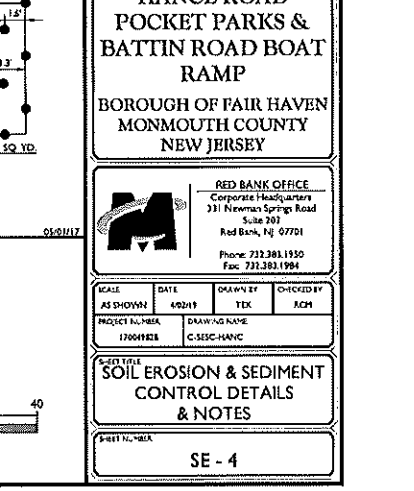 1.5'
SQ YD.
05/01/17
40
HANCE ROAD
POCKET PARKS &
BATTIN ROAD BOAT
RAMP
BOROUGH OF FAIR HAVEN
MONMOUTH COUNTY
NEW JERSEY
RED BANK OFFICE
Corporate Headquarters
331 Newman Springs Road
Suite 203
Red Bank, NJ 07701
Phone: 732.383.1950
Fax: 732.383.1984
SCALE
DATE
DRAWN BY
CHECKED BY
AS SHOWN
4/02/19
TEK
RCM
PROJECT NUMBER
DRAWING NAME
C-SESC-HANC
SHEET TITLE
SOIL EROSION & SEDIMENT
CONTROL DETAILS
& NOTES
SHEET NUMBER
SE - 4